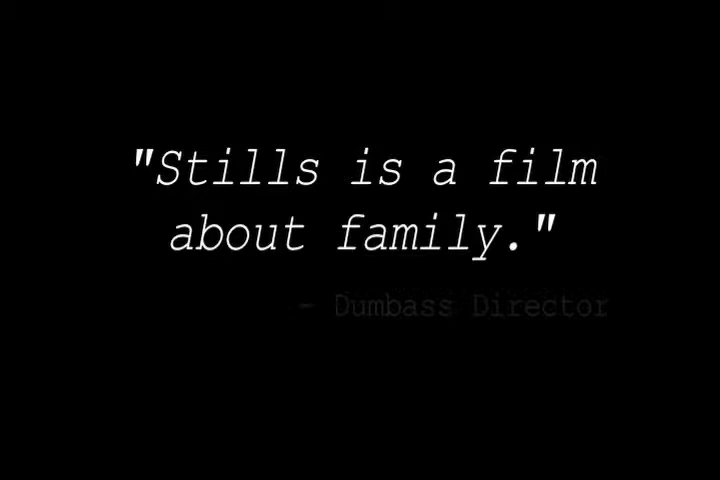 "Stills is a film
about family."
- Dumbass Director